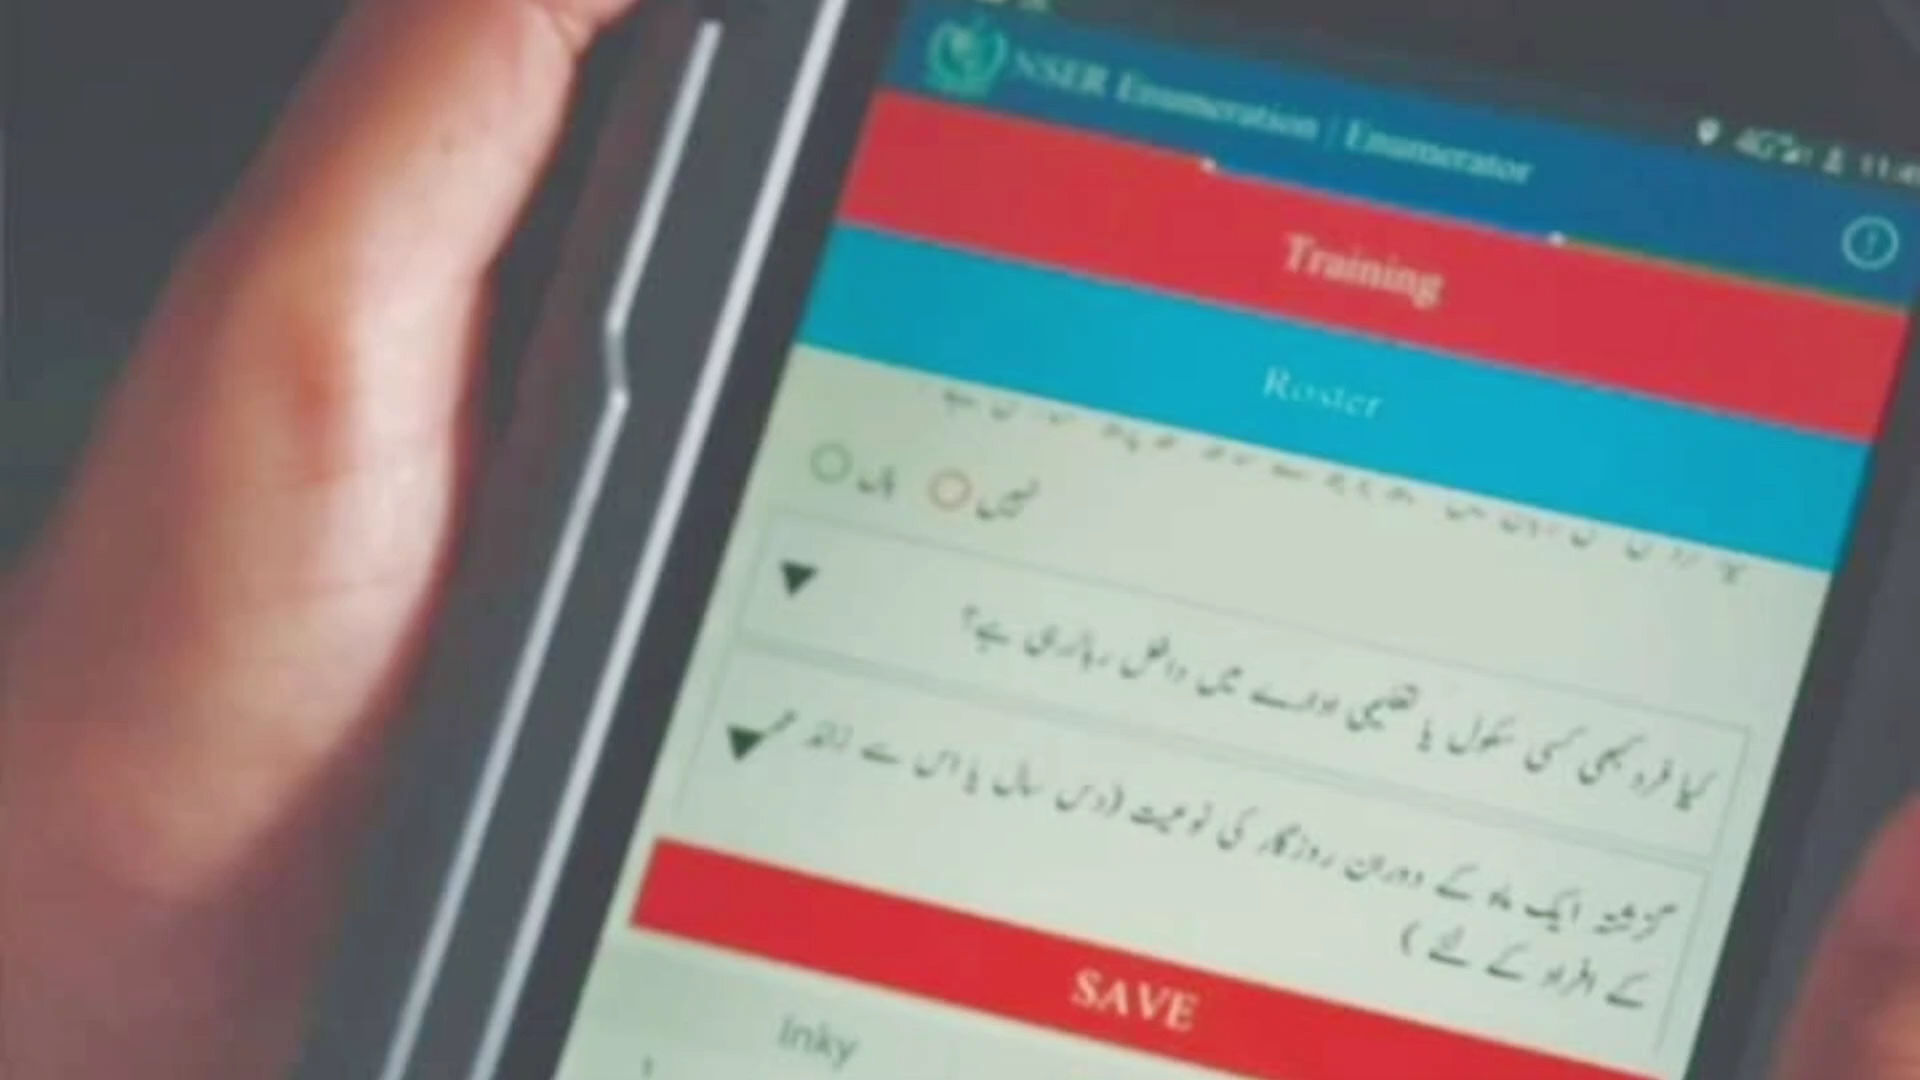 NSER Enumeration | Enumerator
4G
Training
Roster
ہاں
نہیں
کیا فرد کبھی کسی سکول یا تعلیمی ادارے میں داخل رہا/رہی ہے؟
گزشتہ ایک ماہ کے دوران روزگار کی نوعیت (دس سال یا اس سے زائد عمر
کے افراد کے لئے )
SAVE
inky